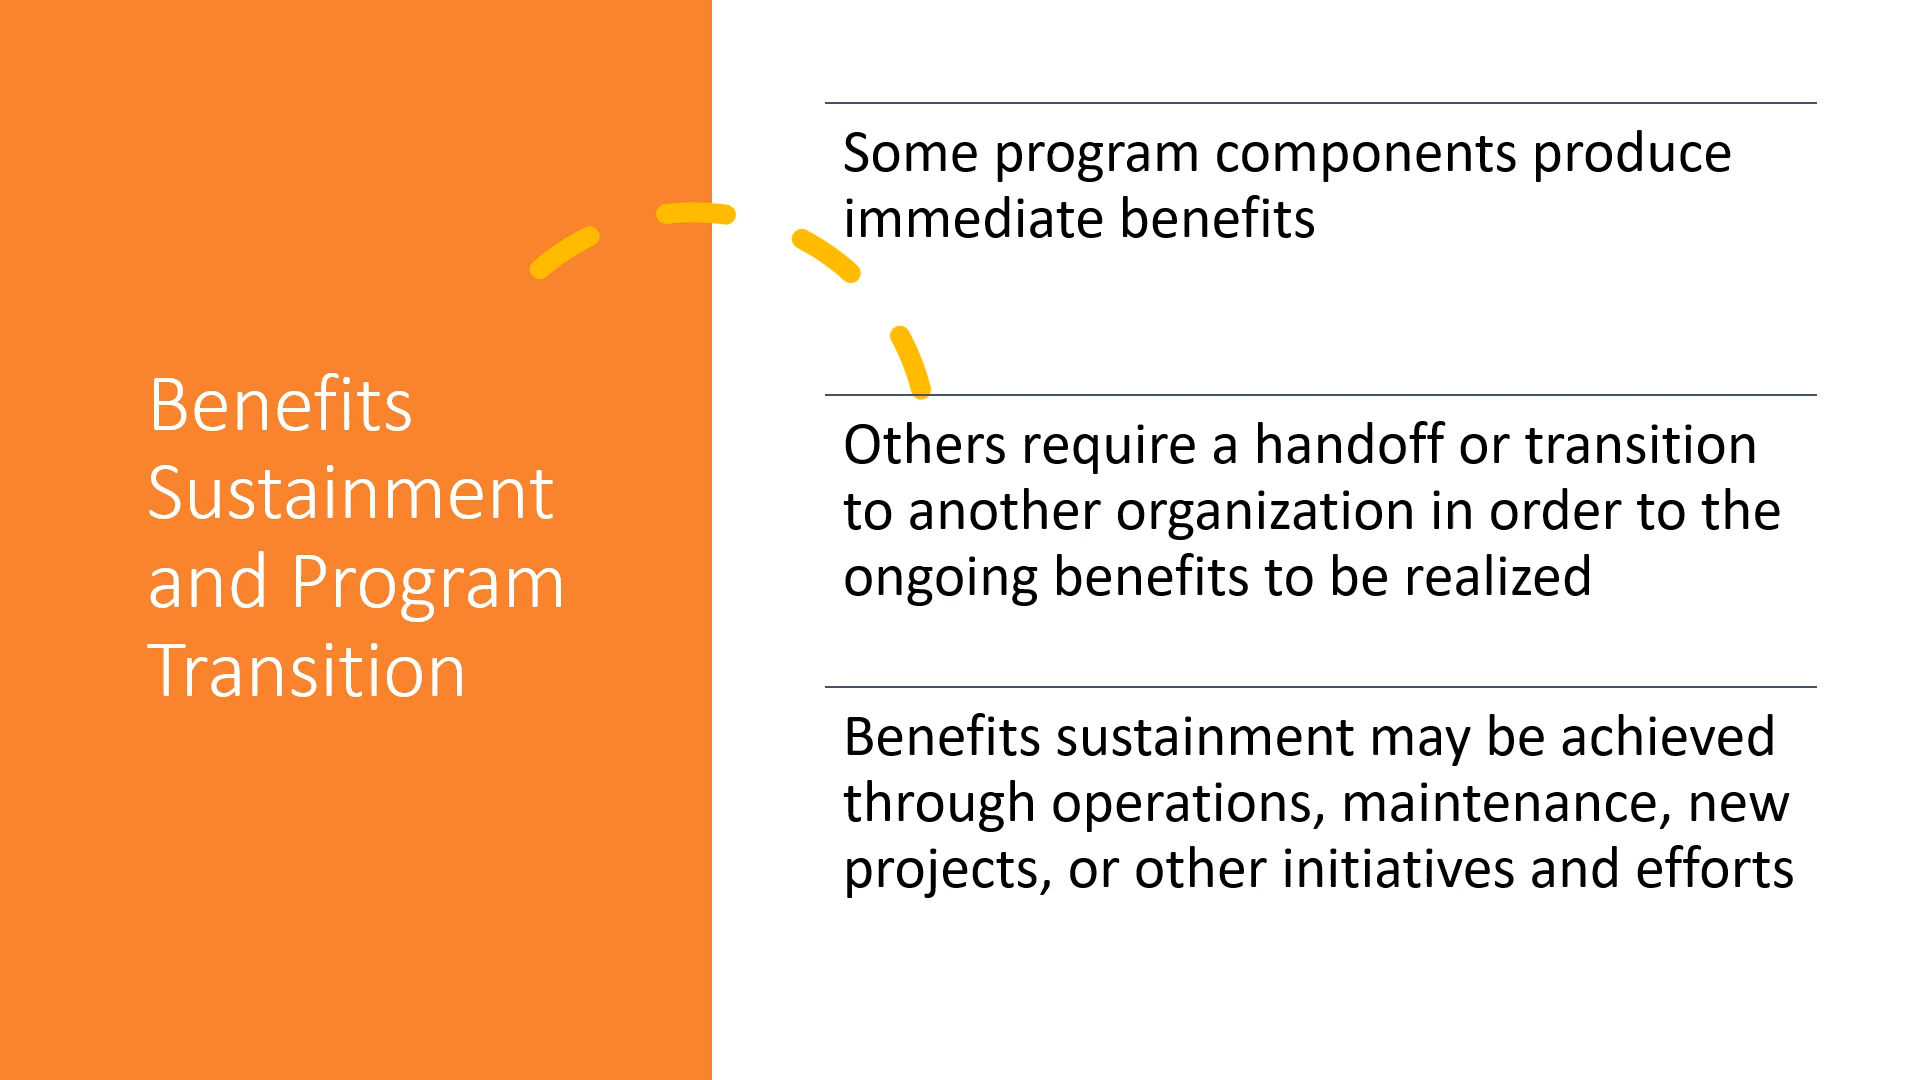 Benefits
Sustainment
and Program
Transition
Some program components produce
immediate benefits
Others require a handoff or transition
to another organization in order to the
ongoing benefits to be realized
Benefits sustainment may be achieved
through operations, maintenance, new
projects, or other initiatives and efforts